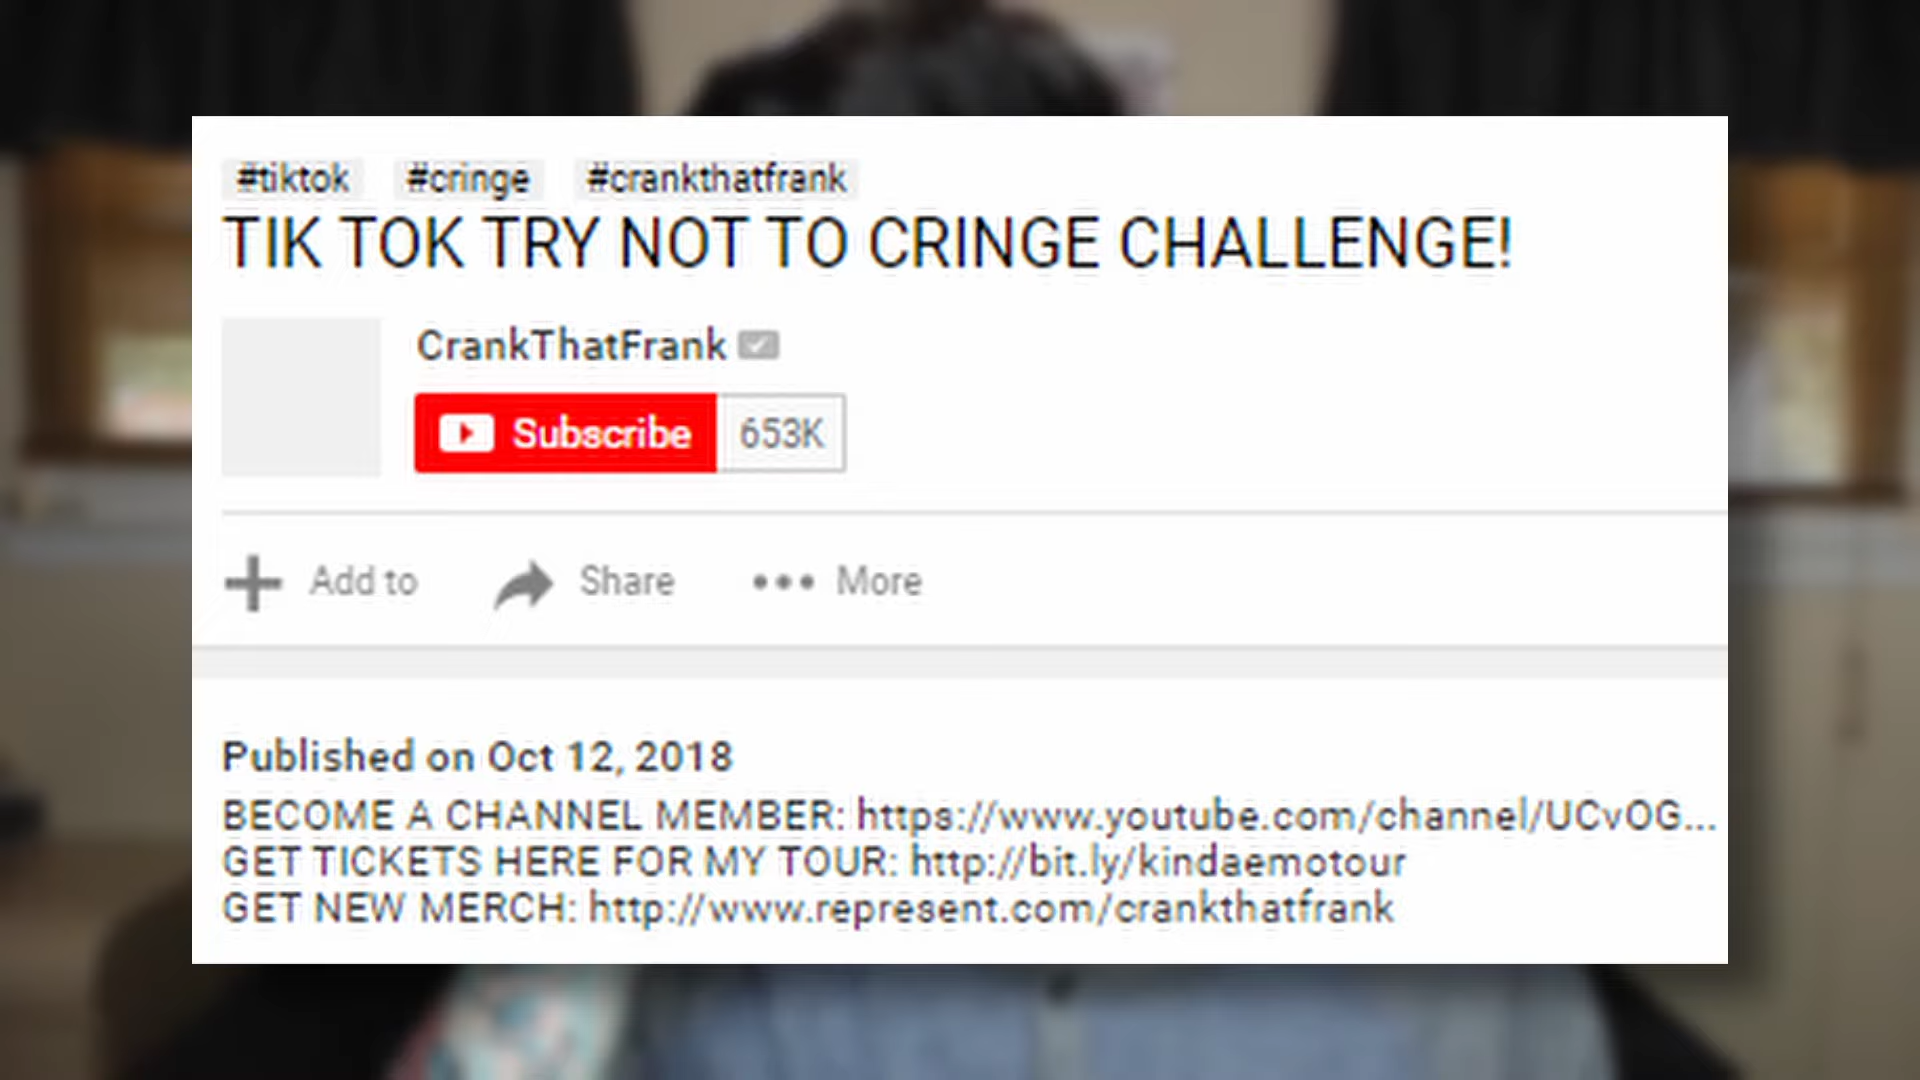 #tiktok #cringe #crankthatfrank
TIK TOK TRY NOT TO CRINGE CHALLENGE!
CrankThatFrank
Subscribe 653K
Add to Share More
Published on Oct 12, 2018
BECOME A CHANNEL MEMBER: https://www.youtube.com/channel/UCvOG...
GET TICKETS HERE FOR MY TOUR: http://bit.ly/kindaemotour
GET NEW MERCH: http://www.represent.com/crankthatfrank